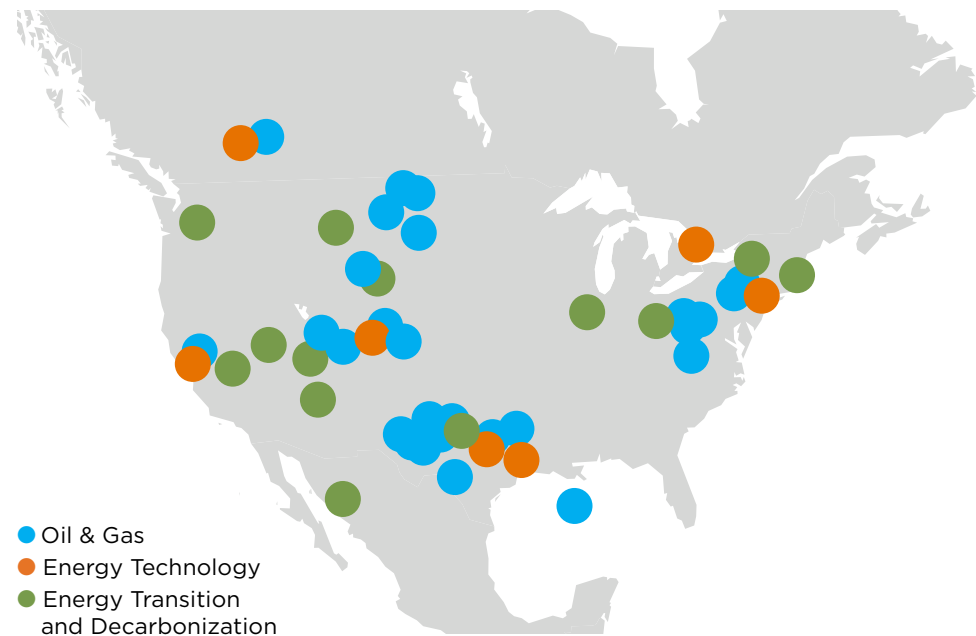 Oil & Gas
Energy Technology
Energy Transition
and Decarbonization